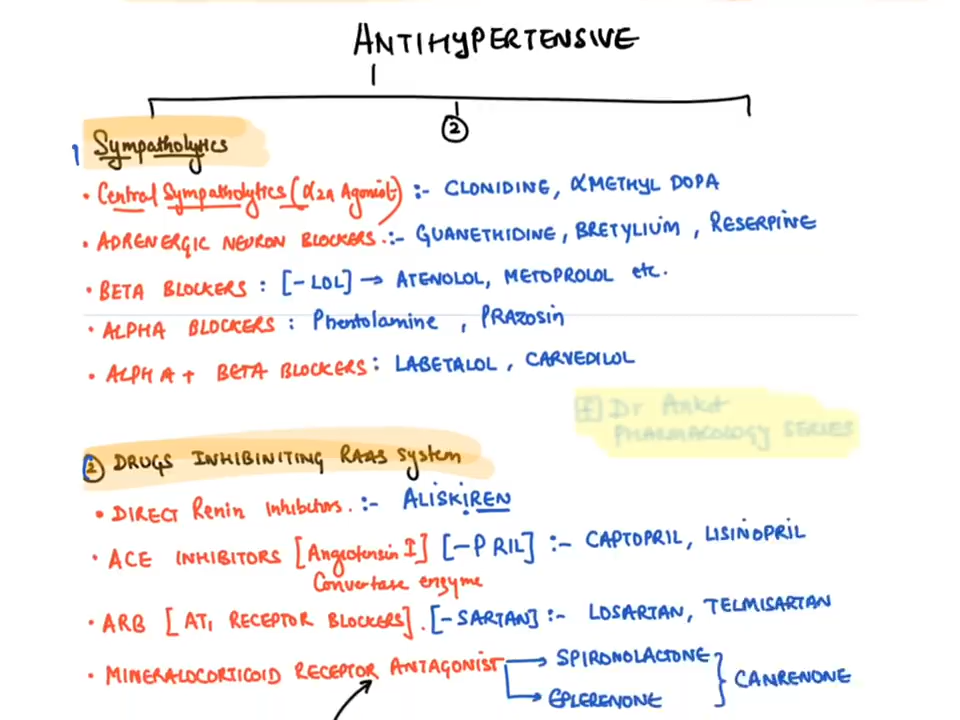 ANTIHYPERTENSIVE
②
1 Sympatholytics
• Central Sympatholytics (α2A Agonist) :- CLONIDINE, αMETHYL DOPA
• ADRENERGIC NEURON BLOCKERS :- GUANETHIDINE, BRETYLIUM, RESERPINE
• BETA BLOCKERS : [-LOL] → ATENOLOL, METOPROLOL etc.
• ALPHA BLOCKERS : Phentolamine, PRAZOSIN
• ALPHA + BETA BLOCKERS : LABETALOL, CARVEDILOL
Dr Ankit
PHARMACOLOGY SERIES
② DRUGS INHIBINITING RAAS System
• DIRECT Renin Inhibitors. :- ALISKIREN
• ACE INHIBITORS [Angiotensin I] [-PRIL] :- CAPTOPRIL, LISINOPRIL
Convertase enzyme
• ARB [AT1 RECEPTOR BLOCKERS]. [-SARTAN] :- LOSARTAN, TELMISARTAN
• MINERALOCORTICOID RECEPTOR ANTAGONIST → SPIRONOLACTONE
→ EPLERENONE } CANRENONE